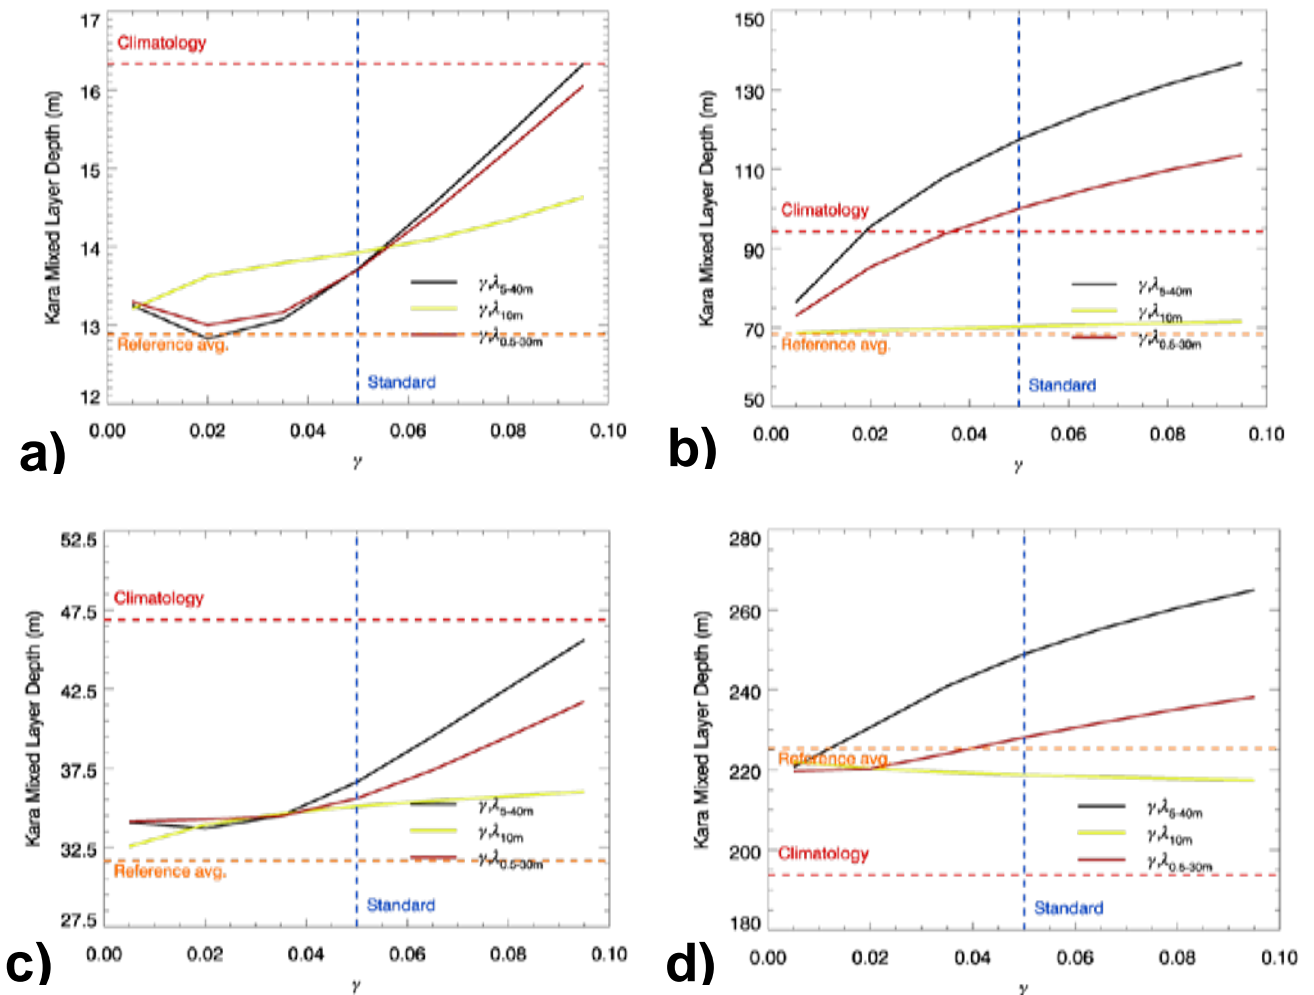 17
16
15
14
13
12
Kara Mixed Layer Depth (m)
Climatology
γ,λ5-40m
γ,λ10m
γ,λ0.5-30m
Reference avg.
Standard
0.00 0.02 0.04 0.06 0.08 0.10
γ
a)
150
130
110
90
70
50
Kara Mixed Layer Depth (m)
Climatology
γ,λ5-40m
γ,λ10m
γ,λ0.5-30m
Reference avg.
Standard
0.00 0.02 0.04 0.06 0.08 0.10
γ
b)
52.5
47.5
42.5
37.5
32.5
27.5
Kara Mixed Layer Depth (m)
Climatology
γ,λ5-40m
γ,λ10m
γ,λ0.5-30m
Reference avg.
Standard
0.00 0.02 0.04 0.06 0.08 0.10
γ
c)
280
260
240
220
200
180
Kara Mixed Layer Depth (m)
Reference avg.
γ,λ5-40m
γ,λ10m
γ,λ0.5-30m
Climatology
Standard
0.00 0.02 0.04 0.06 0.08 0.10
γ
d)